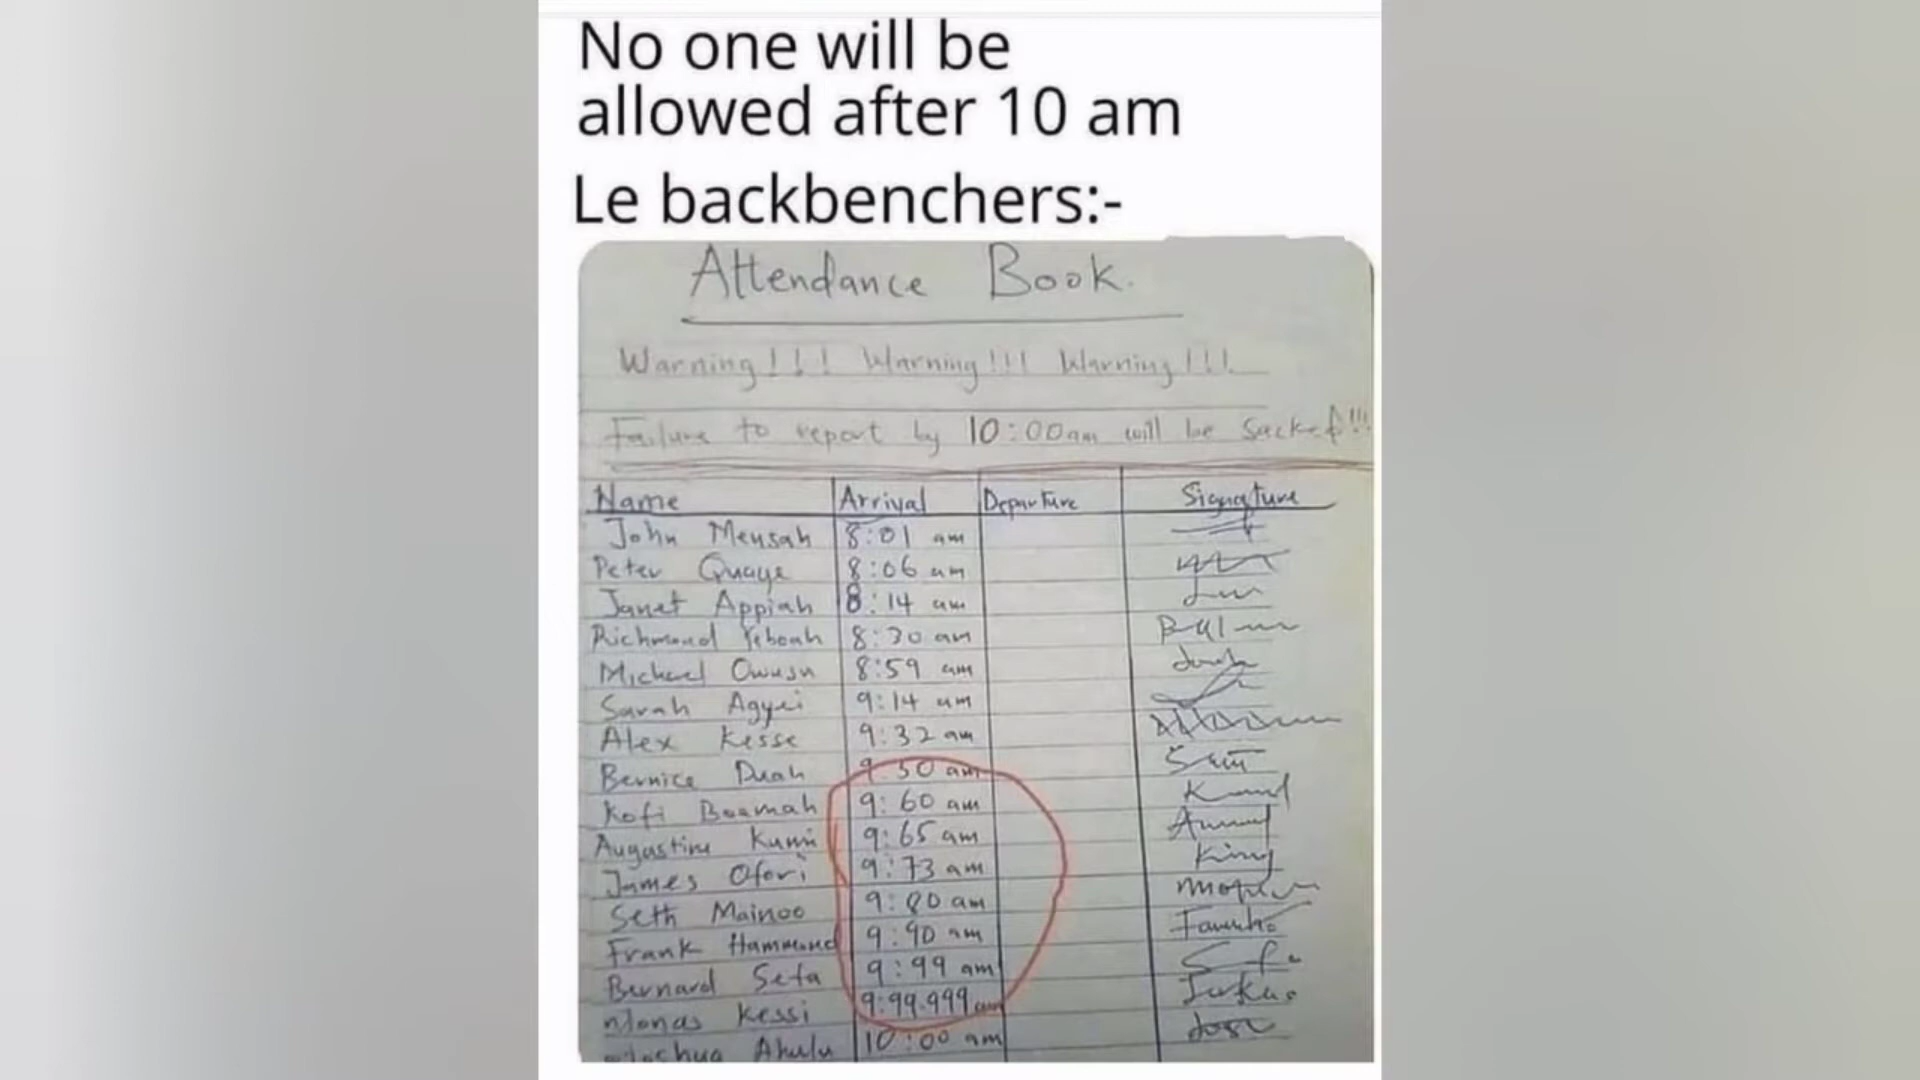 No one will be
allowed after 10 am
Le backbenchers:-
Attendance Book.
Warning!!! Warning!!! Warning!!!
Failure to report by 10:00am will be sacked!!!
Name Arrival Departure Signature
John Mensah 8:01 am
Peter Quaye 8:06 am
Janet Appiah 8:14 am
Richmond Yeboah 8:30 am
Michael Owusu 8:59 am
Sarah Agyei 9:14 am
Alex Kesse 9:32 am
Bernice Duah 9:50 am
Kofi Boamah 9:60 am
Augustine Kumi 9:65 am
James Ofori 9:73 am King
Seth Mainoo 9:80 am
Frank Hammond 9:90 am
Bernard Sefa 9:99 am
Kessi 9:99.999 am
Ahulu 10:00 am